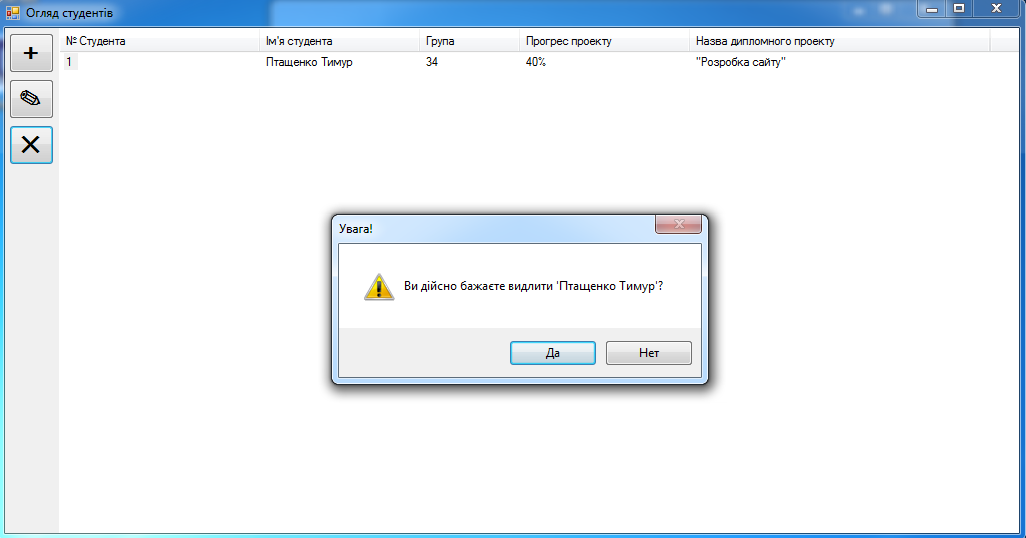 Огляд студентів
№ Студента Ім'я студента Група Прогрес проекту Назва дипломного проекту
1 Птащенко Тимур 34 40% "Розробка сайту"
Увага!
Ви дійсно бажаєте видлити 'Птащенко Тимур'?
Да Нет